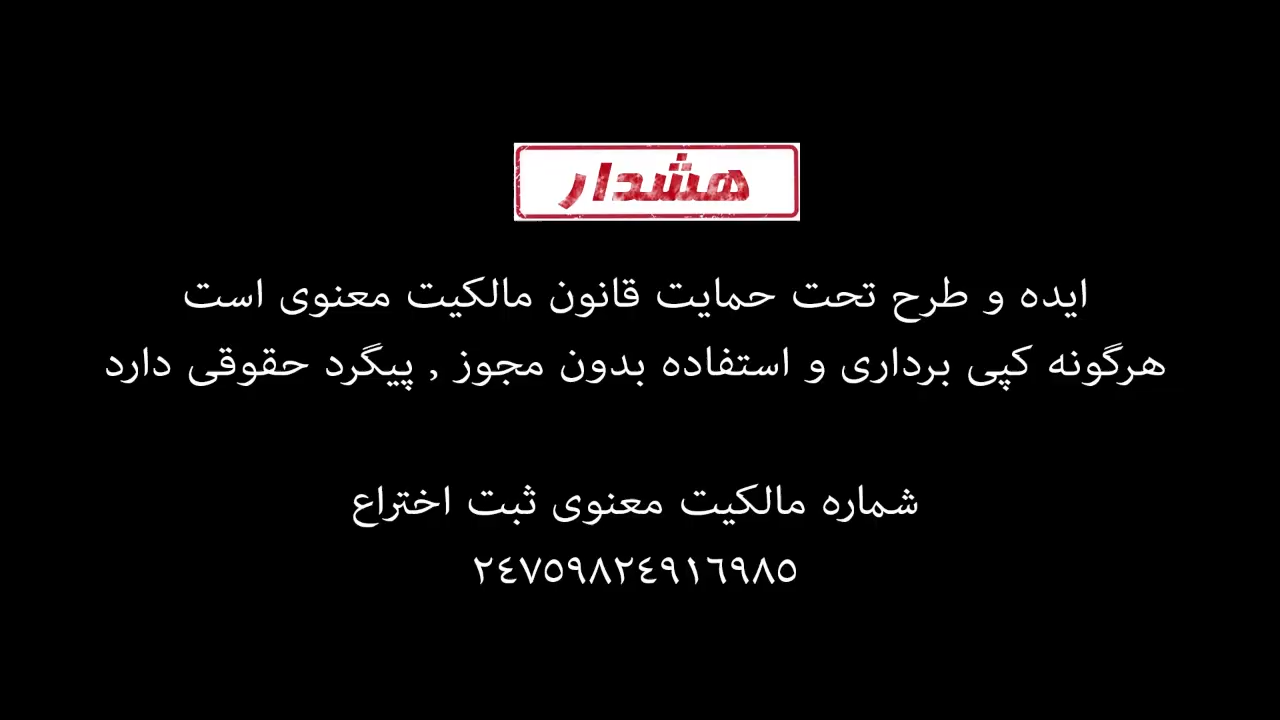 هشدار
ایده و طرح تحت حمایت قانون مالکیت معنوی است
هرگونه کپی برداری و استفاده بدون مجوز , پیگرد حقوقی دارد
شماره مالکیت معنوی ثبت اختراع
٢٤٧٥٩٨٢٤٩١٦٩٨٥